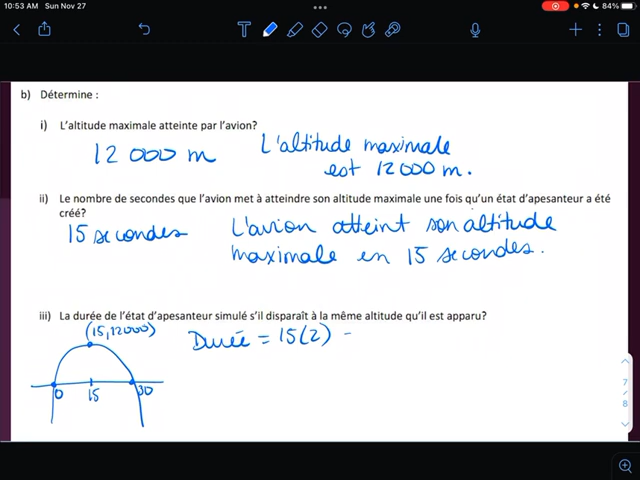 10:53 AM Sun Nov 27
84%
b) Détermine :
i) L'altitude maximale atteinte par l'avion?
12 000 m
L'altitude maximale
est 12 000 m.
ii) Le nombre de secondes que l'avion met à atteindre son altitude maximale une fois qu'un état d'apesanteur a été
créé?
15 secondes
L'avion atteint son altitude
maximale en 15 secondes.
iii) La durée de l'état d'apesanteur simulé s'il disparaît à la même altitude qu'il est apparu?
(15, 12000)
Durée = 15(2) -
0 15 30
7
/
8